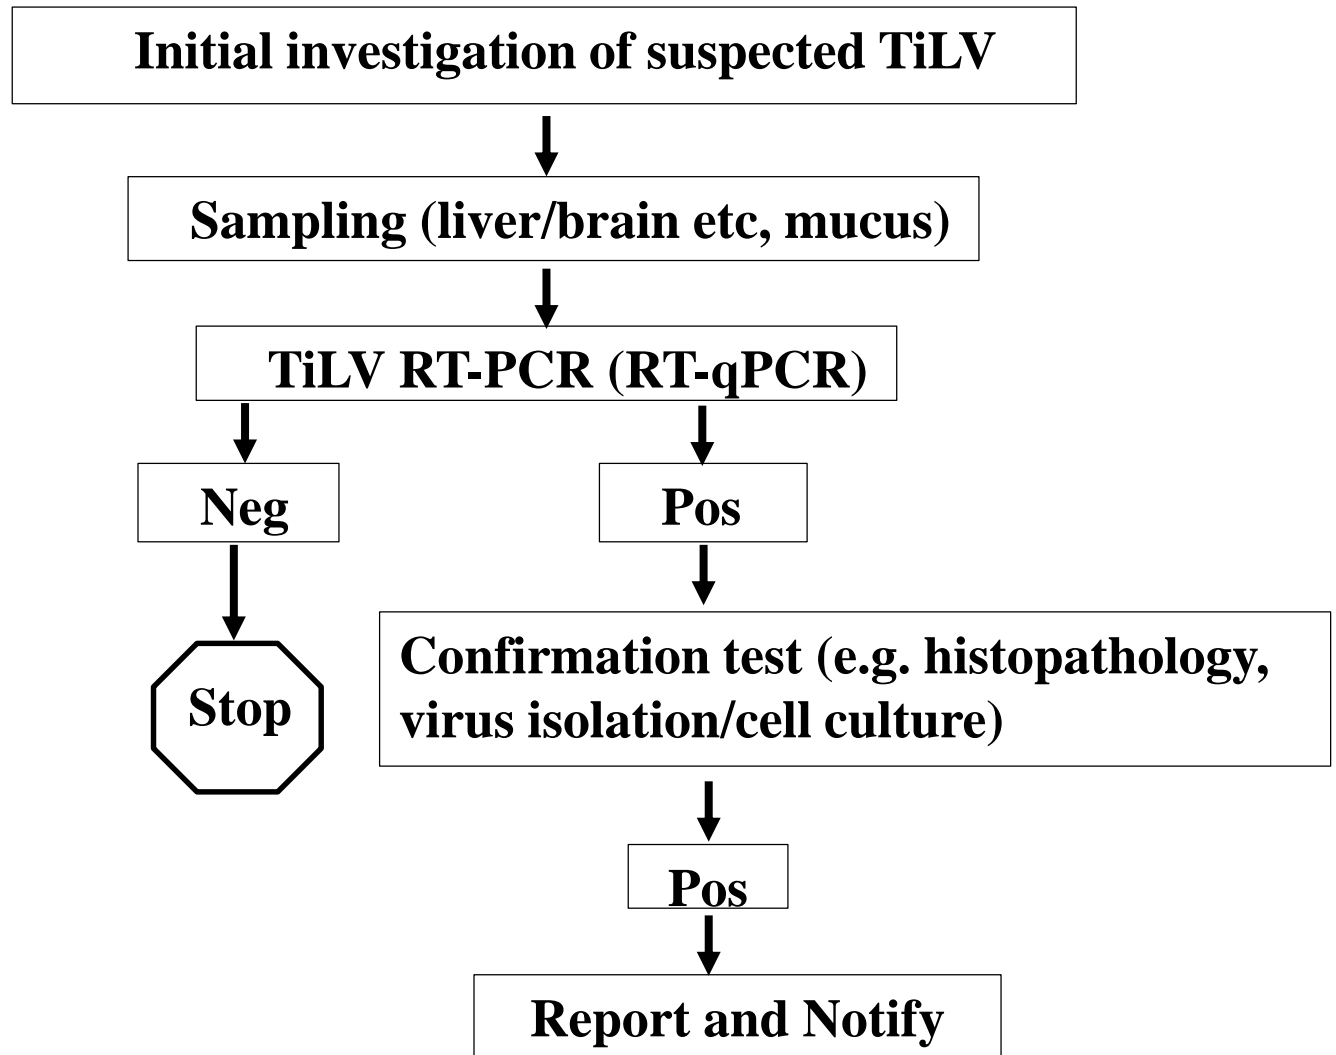 Initial investigation of suspected TiLV
Sampling (liver/brain etc, mucus)
TiLV RT-PCR (RT-qPCR)
Neg
Pos
Stop
Confirmation test (e.g. histopathology,
virus isolation/cell culture)
Pos
Report and Notify